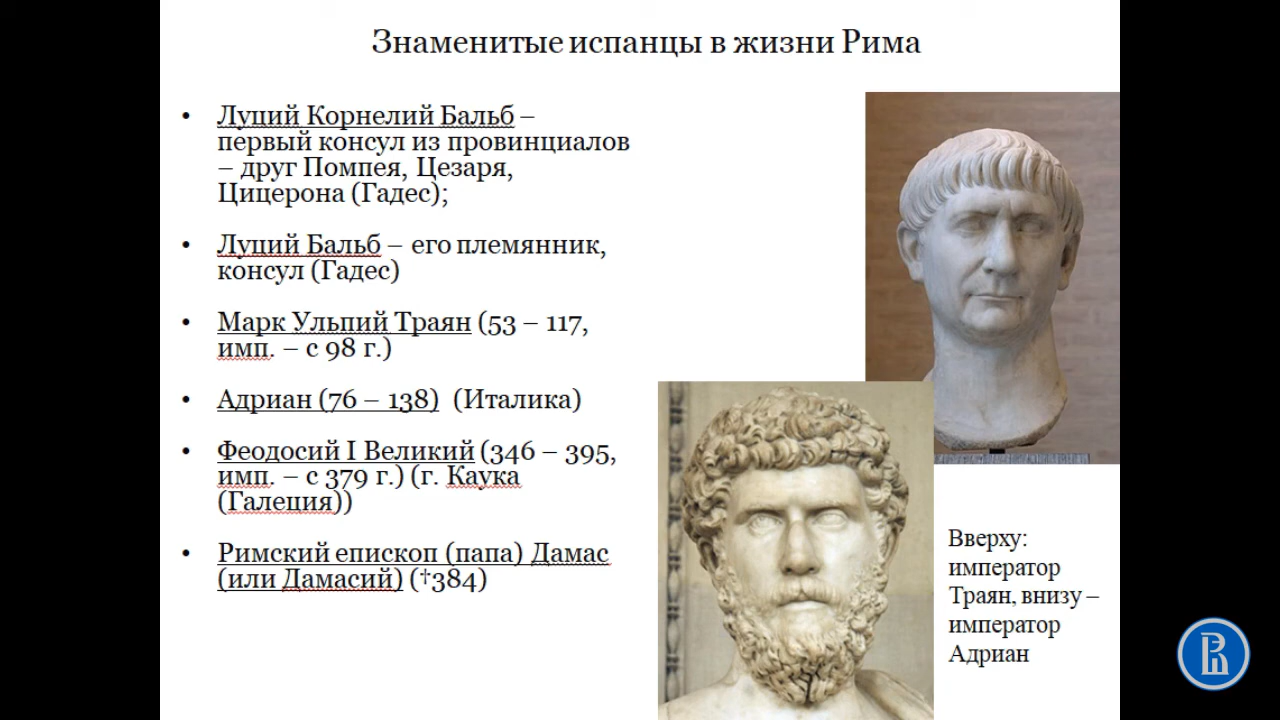 Знаменитые испанцы в жизни Рима
• Луций Корнелий Бальб –
первый консул из провинциалов
– друг Помпея, Цезаря,
Цицерона (Гадес);
• Луций Бальб – его племянник,
консул (Гадес)
• Марк Ульпий Траян (53 – 117,
имп. – с 98 г.)
• Адриан (76 – 138) (Италика)
• Феодосий I Великий (346 – 395,
имп. – с 379 г.) (г. Каука
(Галеция))
• Римский епископ (папа) Дамас
(или Дамасий) (†384)
Вверху:
император
Траян, внизу –
император
Адриан